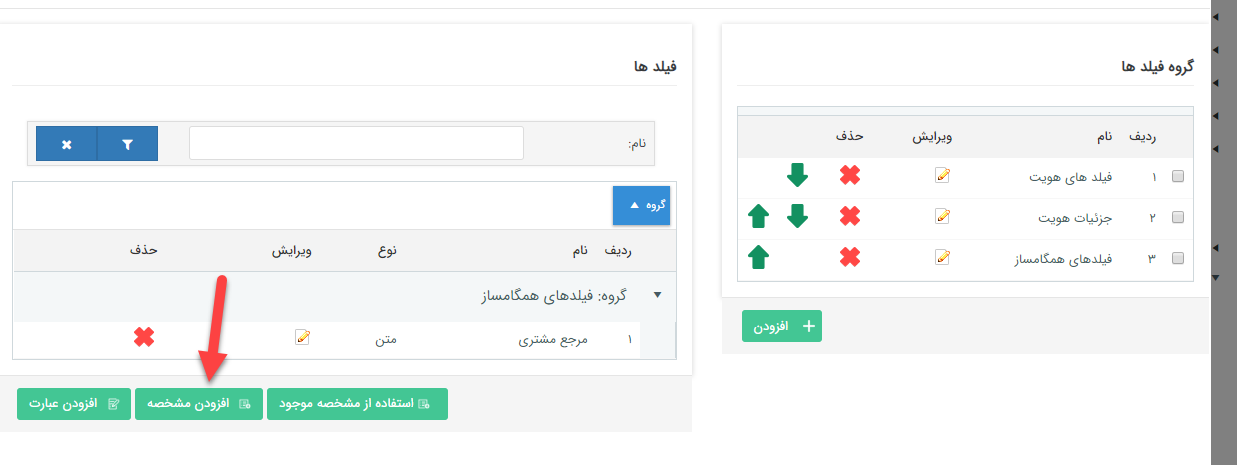 گروه فیلد ها
ردیف نام ویرایش حذف
۱ فیلد های هویت
۲ جزئیات هویت
۳ فیلدهای همگامساز
افزودن
فیلد ها
نام:
گروه
ردیف نام نوع ویرایش حذف
گروه: فیلدهای همگامساز
۱ مرجع مشتری متن
استفاده از مشخصه موجود افزودن مشخصه افزودن عبارت